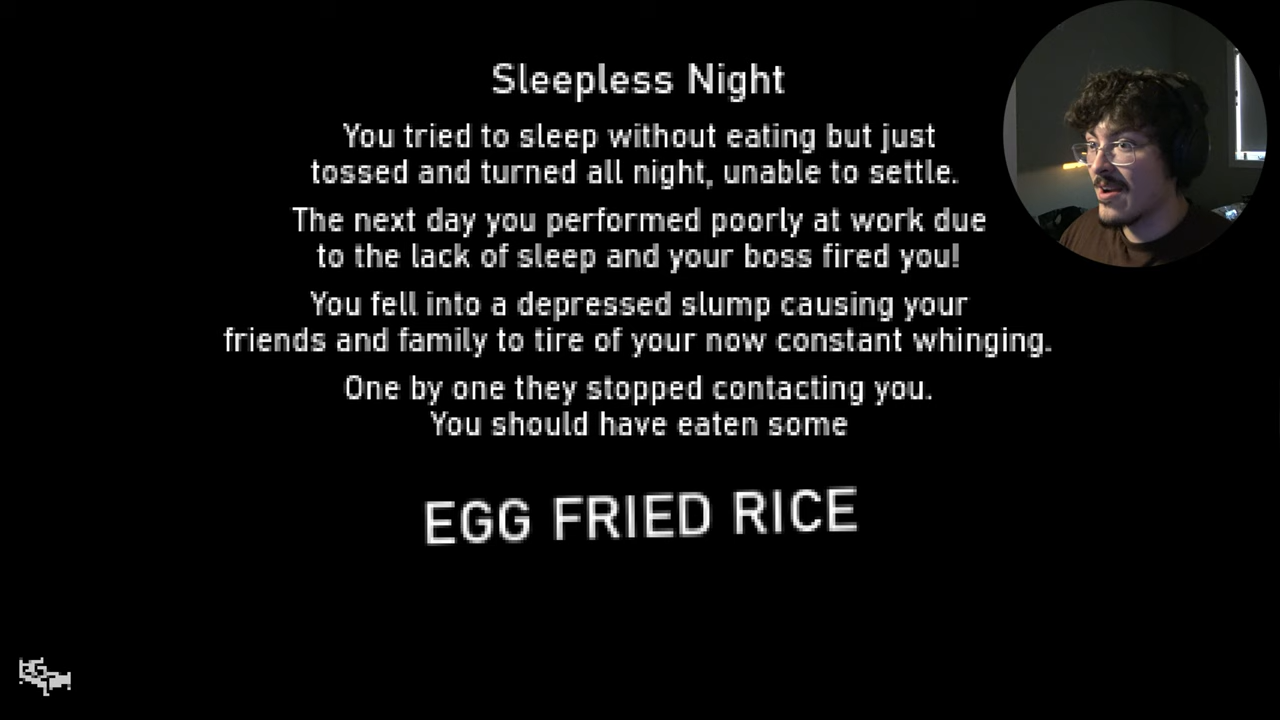 Sleepless Night
You tried to sleep without eating but just
tossed and turned all night, unable to settle.
The next day you performed poorly at work due
to the lack of sleep and your boss fired you!
You fell into a depressed slump causing your
friends and family to tire of your now constant whinging.
One by one they stopped contacting you.
You should have eaten some
EGG FRIED RICE